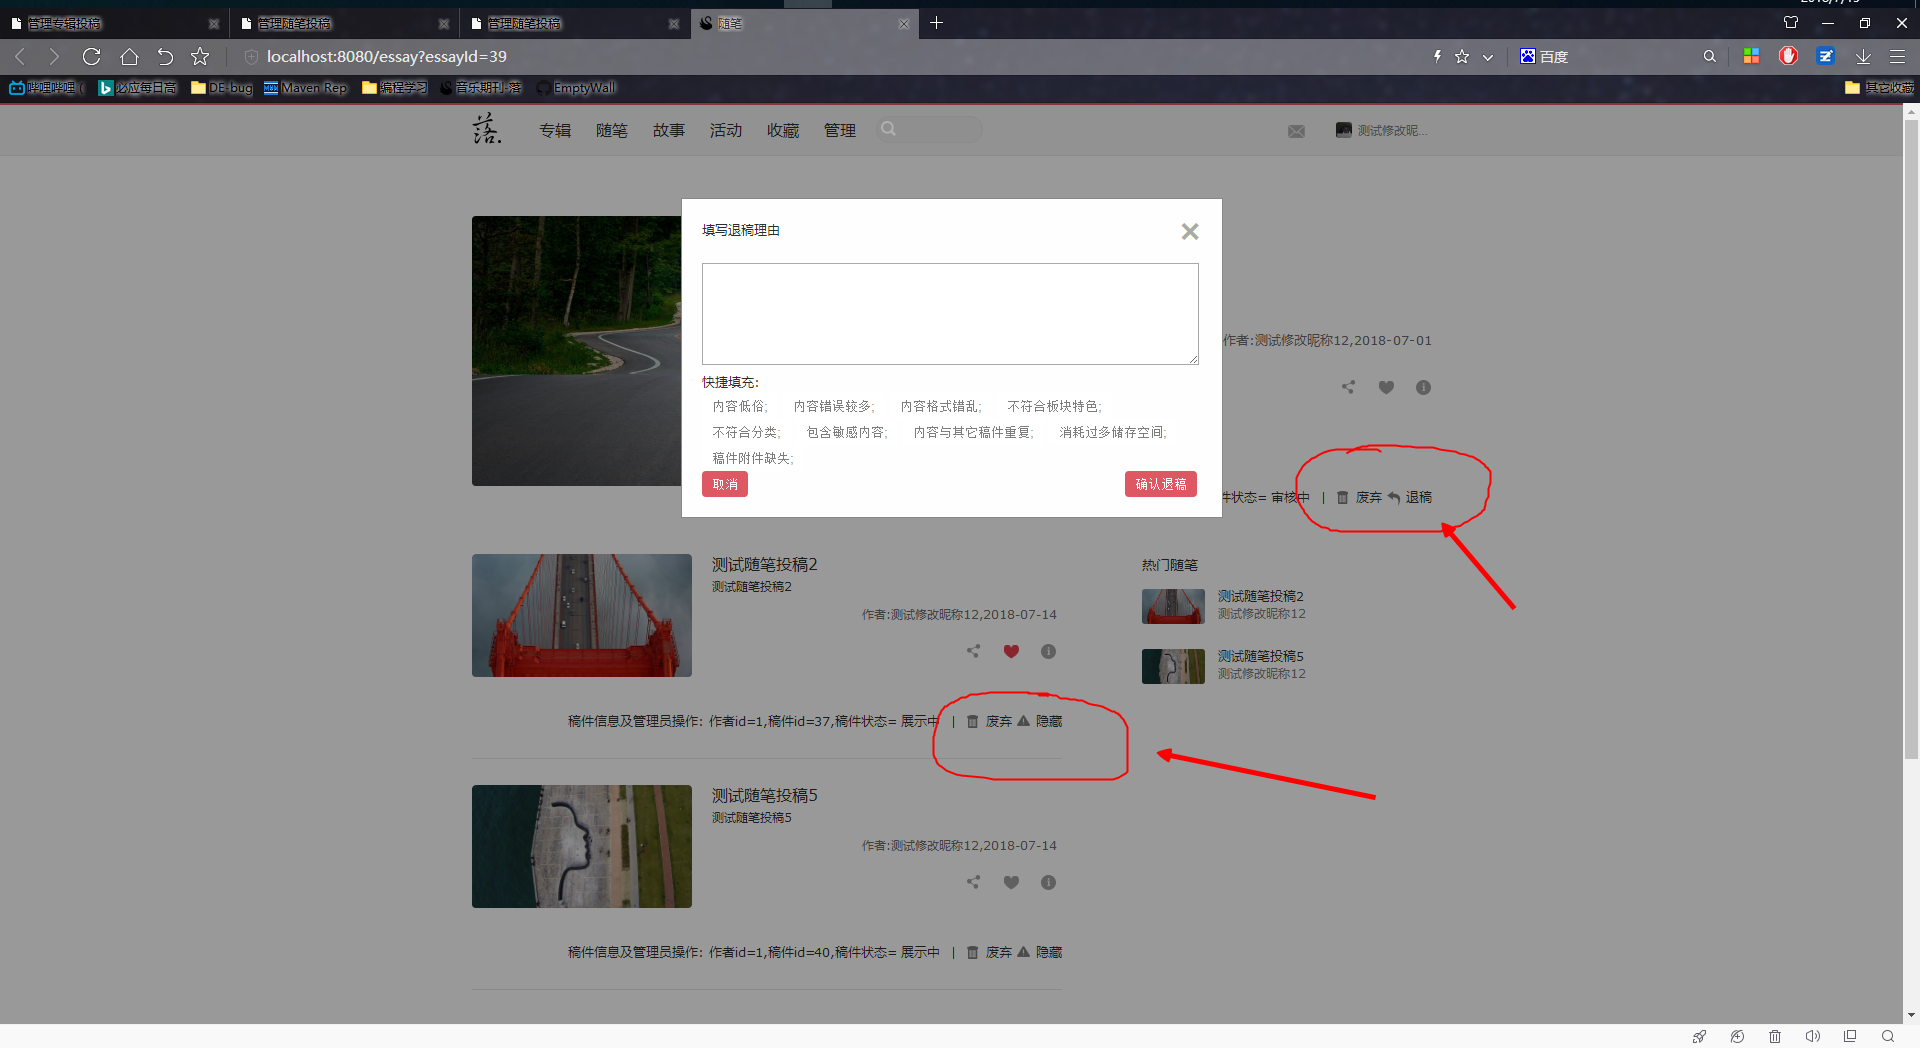 管理专辑投稿
管理随笔投稿
管理随笔投稿
随笔
localhost:8080/essay?essayId=39
百度
哔哩哔哩 (
必应每日高
DE-bug
Maven Rep
编程学习
音乐期刊-落
EmptyWall
其它收藏
落.
专辑 随笔 故事 活动 收藏 管理
测试修改昵...
填写退稿理由
作者:测试修改昵称12,2018-07-01
快捷填充:
内容低俗; 内容错误较多; 内容格式错乱; 不符合板块特色;
不符合分类; 包含敏感内容; 内容与其它稿件重复; 消耗过多储存空间;
稿件附件缺失;
取消 确认退稿
件状态= 审核中 | 废弃 退稿
测试随笔投稿2
测试随笔投稿2
作者:测试修改昵称12,2018-07-14
稿件信息及管理员操作: 作者id=1,稿件id=37,稿件状态= 展示中 | 废弃 隐藏
热门随笔
测试随笔投稿2
测试修改昵称12
测试随笔投稿5
测试修改昵称12
测试随笔投稿5
测试随笔投稿5
作者:测试修改昵称12,2018-07-14
稿件信息及管理员操作: 作者id=1,稿件id=40,稿件状态= 展示中 | 废弃 隐藏